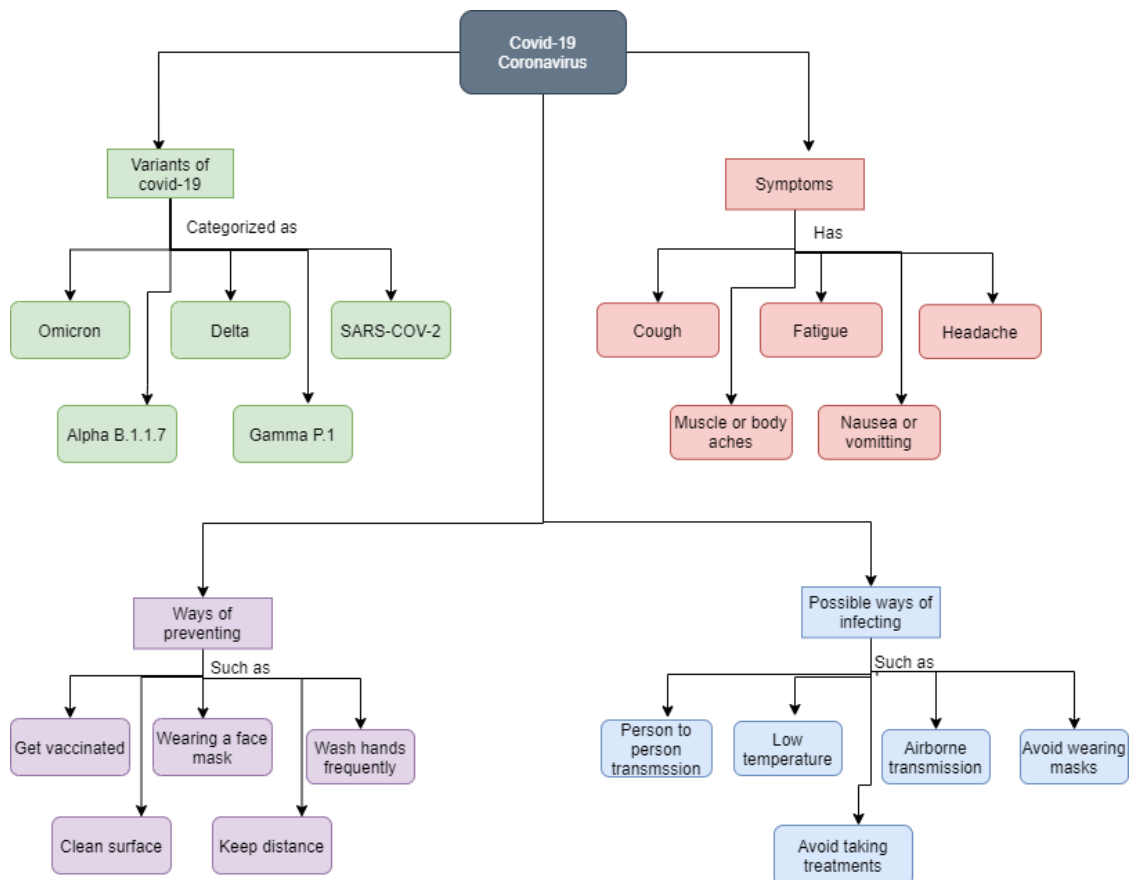 Covid-19
Coronavirus
Variants of
covid-19
Symptoms
Categorized as
Has
Omicron
Delta
SARS-COV-2
Cough
Fatigue
Headache
Alpha B.1.1.7
Gamma P.1
Muscle or body
aches
Nausea or
vomitting
Ways of
preventing
Possible ways of
infecting
Such as
Such as
Get vaccinated
Wearing a face
mask
Wash hands
frequently
Person to
person
transmssion
Low
temperature
Airborne
transmission
Avoid wearing
masks
Clean surface
Keep distance
Avoid taking
treatments